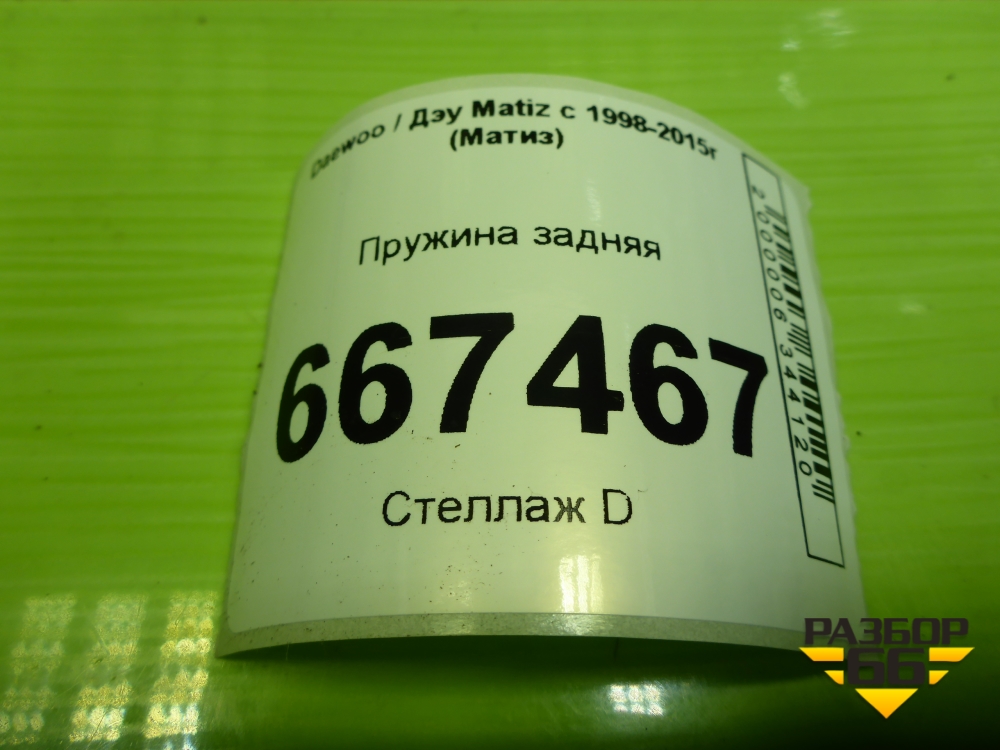 Daewoo / Дэу Matiz с 1998-2015г
(Матиз)
Пружина задняя
667467
Стеллаж D
2000006344120
РАЗБОР
66